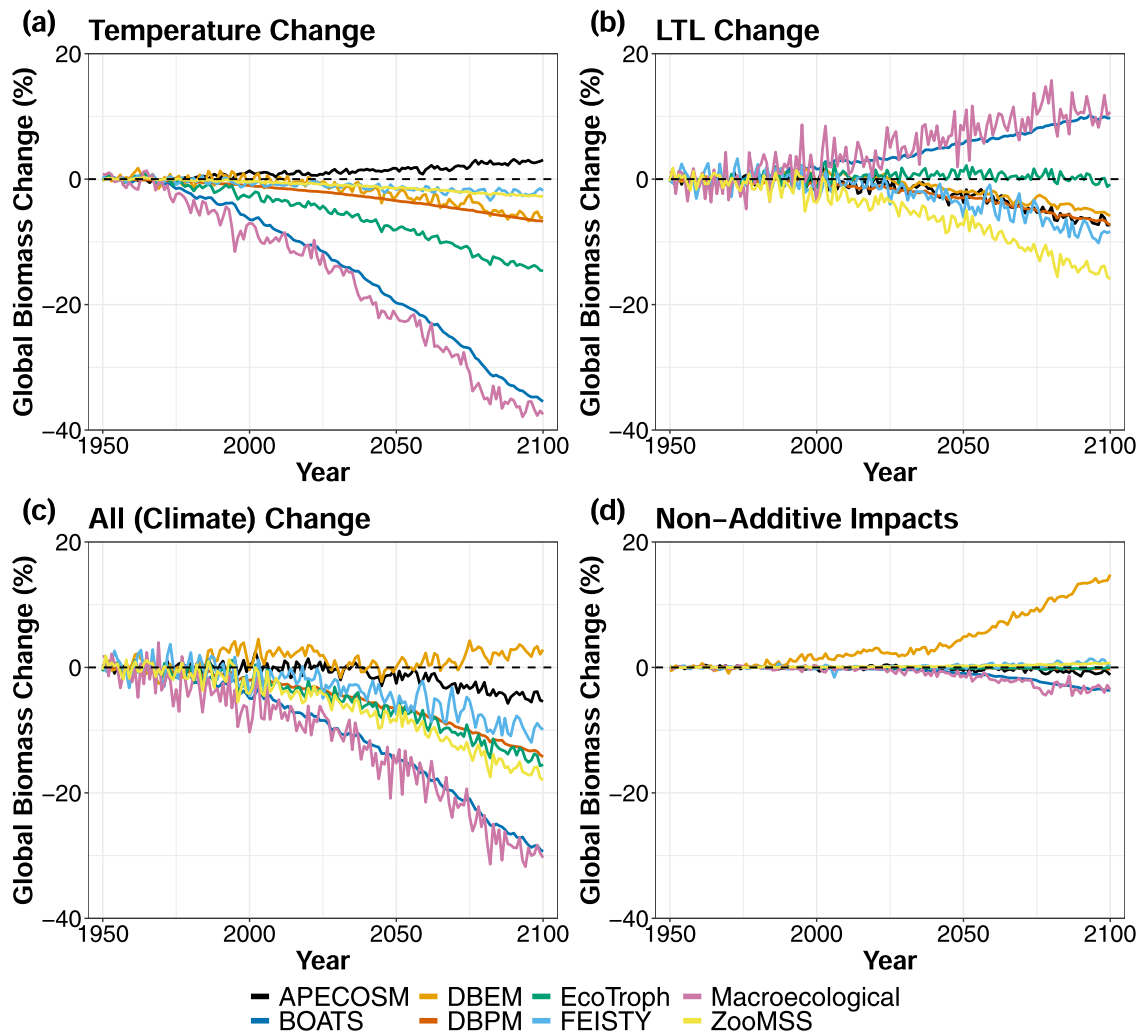 (a) Temperature Change
(b) LTL Change
Global Biomass Change (%)
20
0
−20
−40
1950 2000 2050 2100
Year
Global Biomass Change (%)
20
0
−20
−40
1950 2000 2050 2100
Year
(c) All (Climate) Change
(d) Non−Additive Impacts
Global Biomass Change (%)
20
0
−20
−40
1950 2000 2050 2100
Year
Global Biomass Change (%)
20
0
−20
−40
1950 2000 2050 2100
Year
APECOSM DBEM EcoTroph Macroecological
BOATS DBPM FEISTY ZooMSS